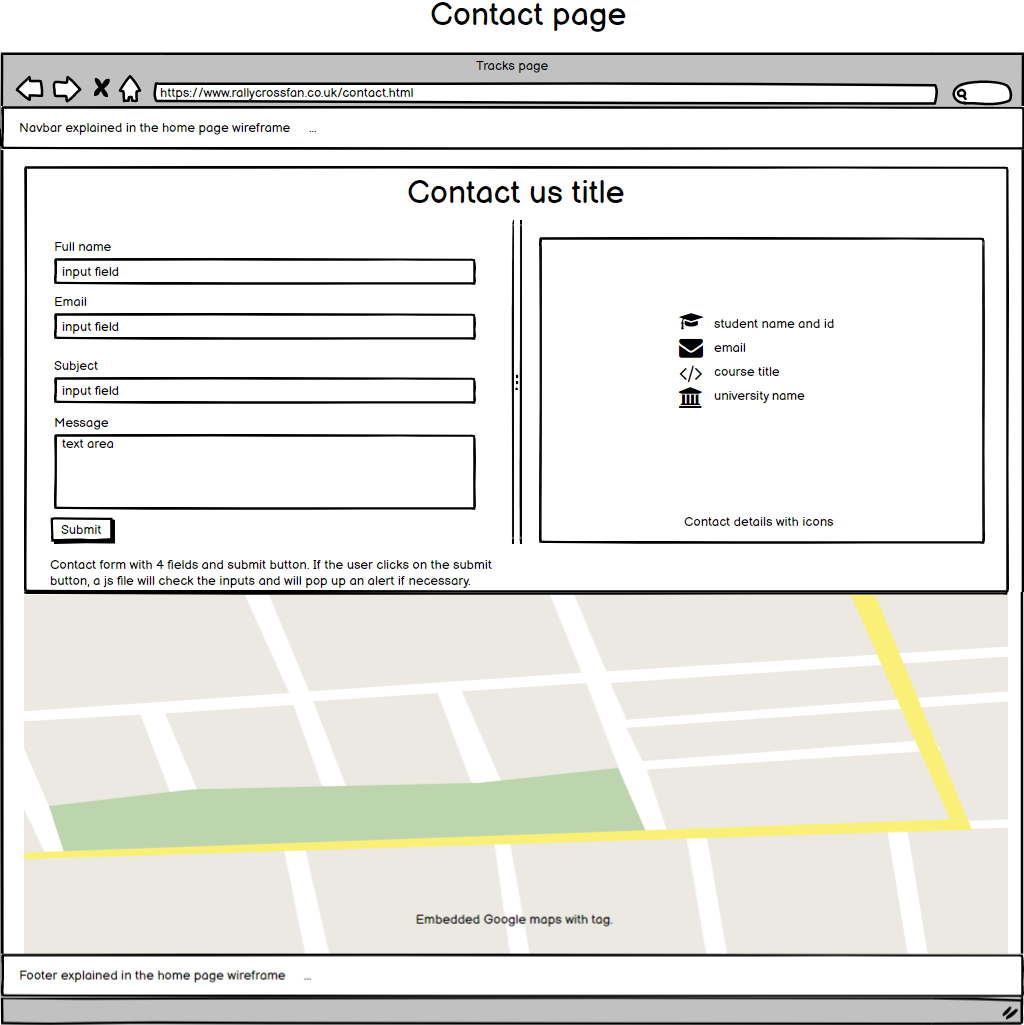 Contact page
Tracks page
https://www.rallycrossfan.co.uk/contact.html
Navbar explained in the home page wireframe ...
Contact us title
Full name
input field
Email
input field
Subject
input field
Message
text area
Submit
Contact form with 4 fields and submit button. If the user clicks on the submit
button, a js file will check the inputs and will pop up an alert if necessary.
student name and id
email
course title
university name
Contact details with icons
Embedded Google maps with tag.
Footer explained in the home page wireframe ...